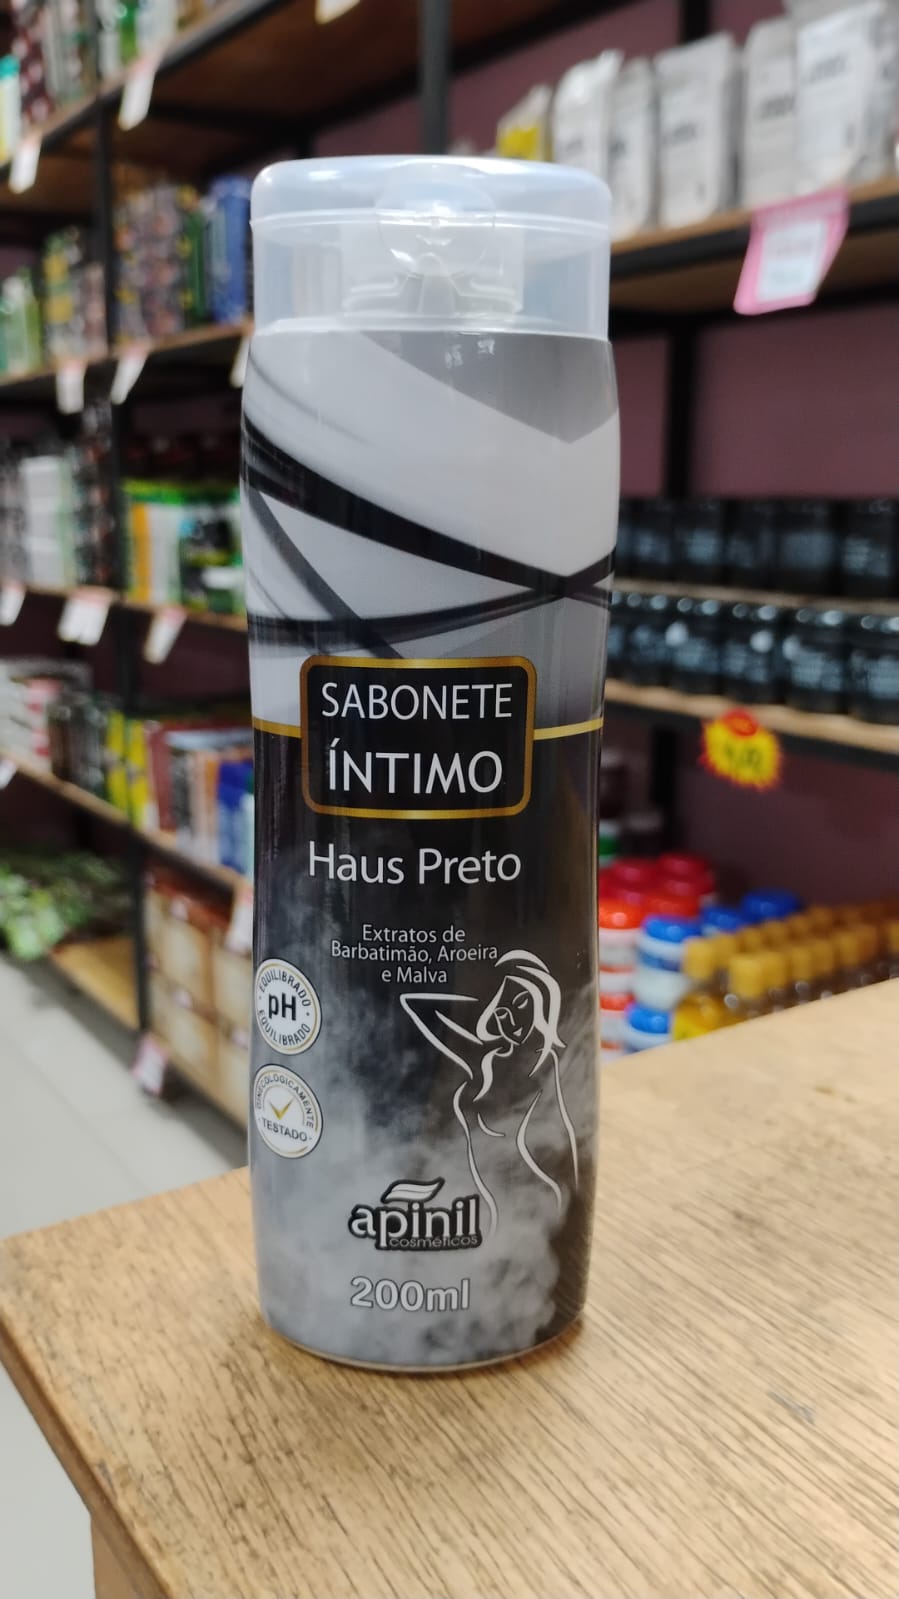 SABONETE
ÍNTIMO
Haus Preto
Extratos de
Barbatimão, Aroeira
e Malva
EQUILIBRADO
pH
EQUILIBRADO
GINECOLOGICAMENTE
TESTADO
apinil
cosméticos
200ml